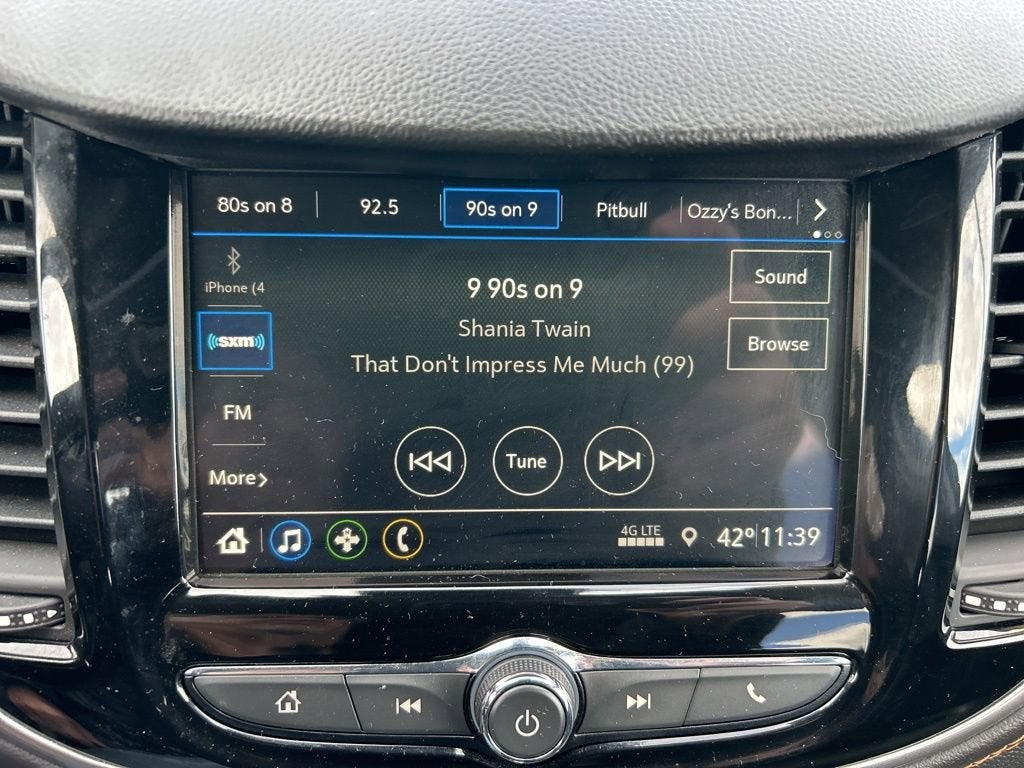 80s on 8
92.5
90s on 9
Pitbull
Ozzy's Bon...
iPhone (4
9 90s on 9
Sound
Shania Twain
((sxm))
Browse
That Don't Impress Me Much (99)
FM
Tune
More
4G LTE
42° 11:39